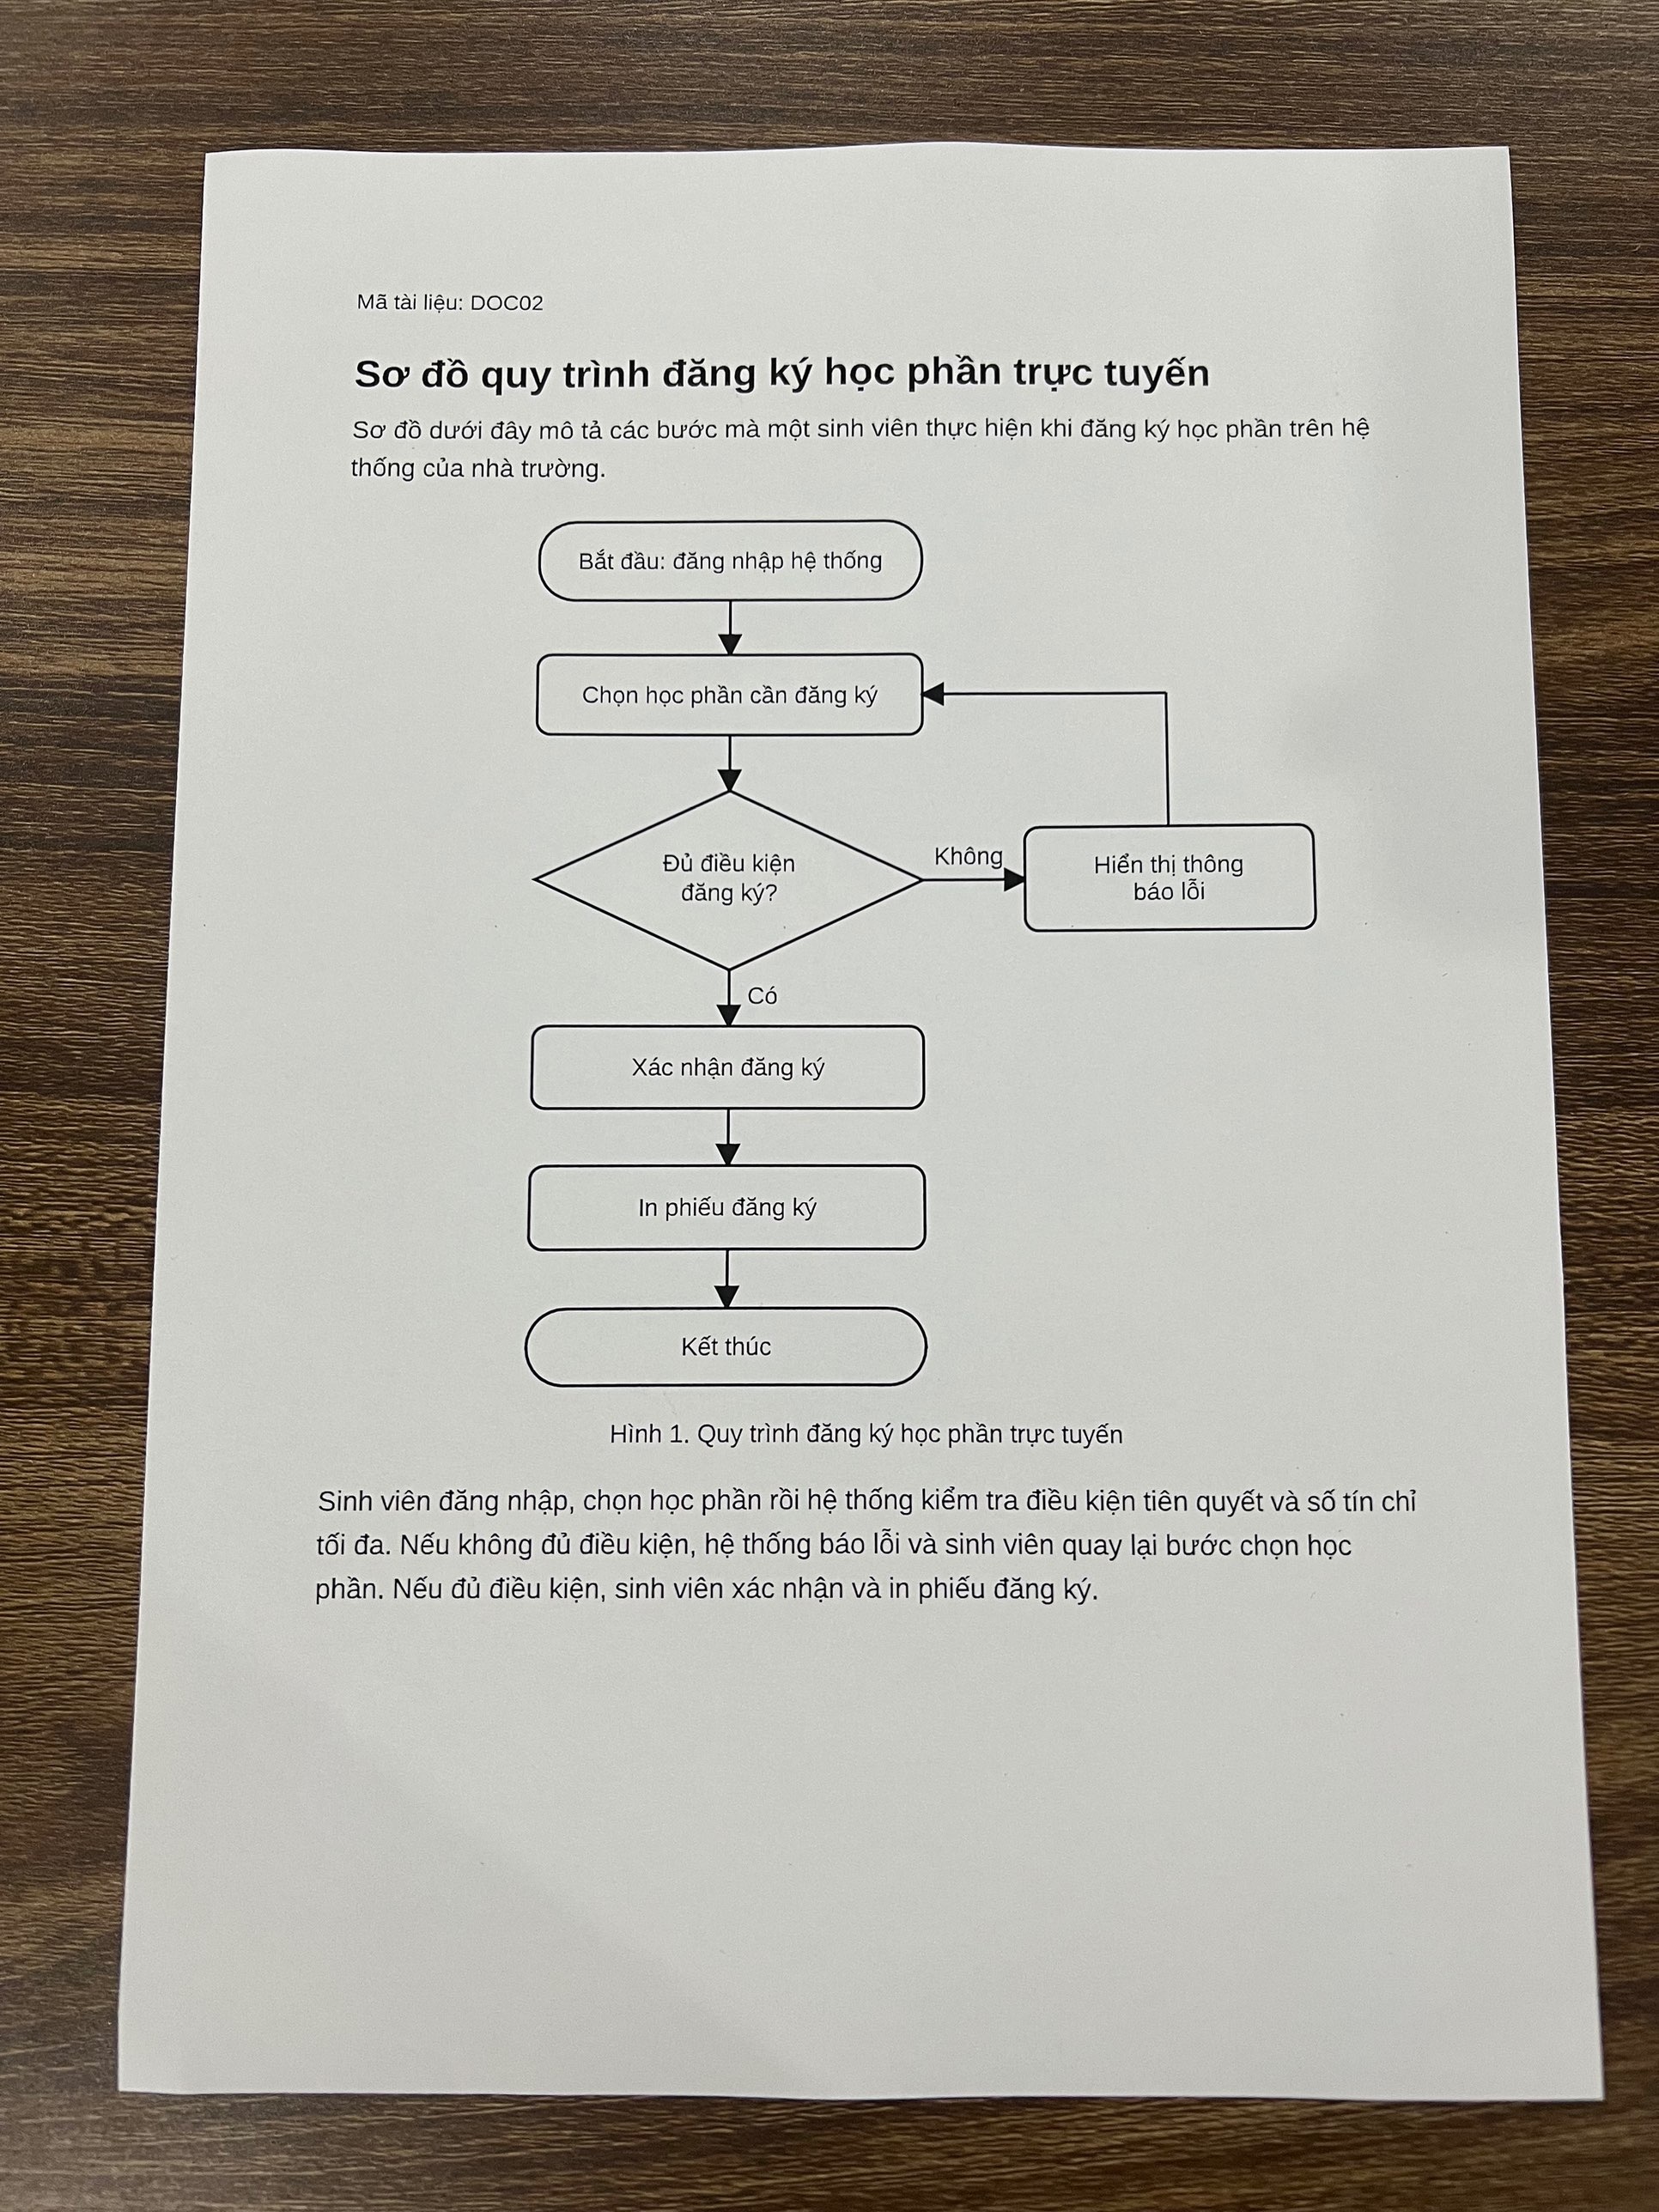 Mã tài liệu: DOC02
Sơ đồ quy trình đăng ký học phần trực tuyến
Sơ đồ dưới đây mô tả các bước mà một sinh viên thực hiện khi đăng ký học phần trên hệ
thống của nhà trường.
Bắt đầu: đăng nhập hệ thống
Chọn học phần cần đăng ký
Đủ điều kiện
đăng ký?
Không
Hiển thị thông
báo lỗi
Có
Xác nhận đăng ký
In phiếu đăng ký
Kết thúc
Hình 1. Quy trình đăng ký học phần trực tuyến
Sinh viên đăng nhập, chọn học phần rồi hệ thống kiểm tra điều kiện tiên quyết và số tín chỉ
tối đa. Nếu không đủ điều kiện, hệ thống báo lỗi và sinh viên quay lại bước chọn học
phần. Nếu đủ điều kiện, sinh viên xác nhận và in phiếu đăng ký.